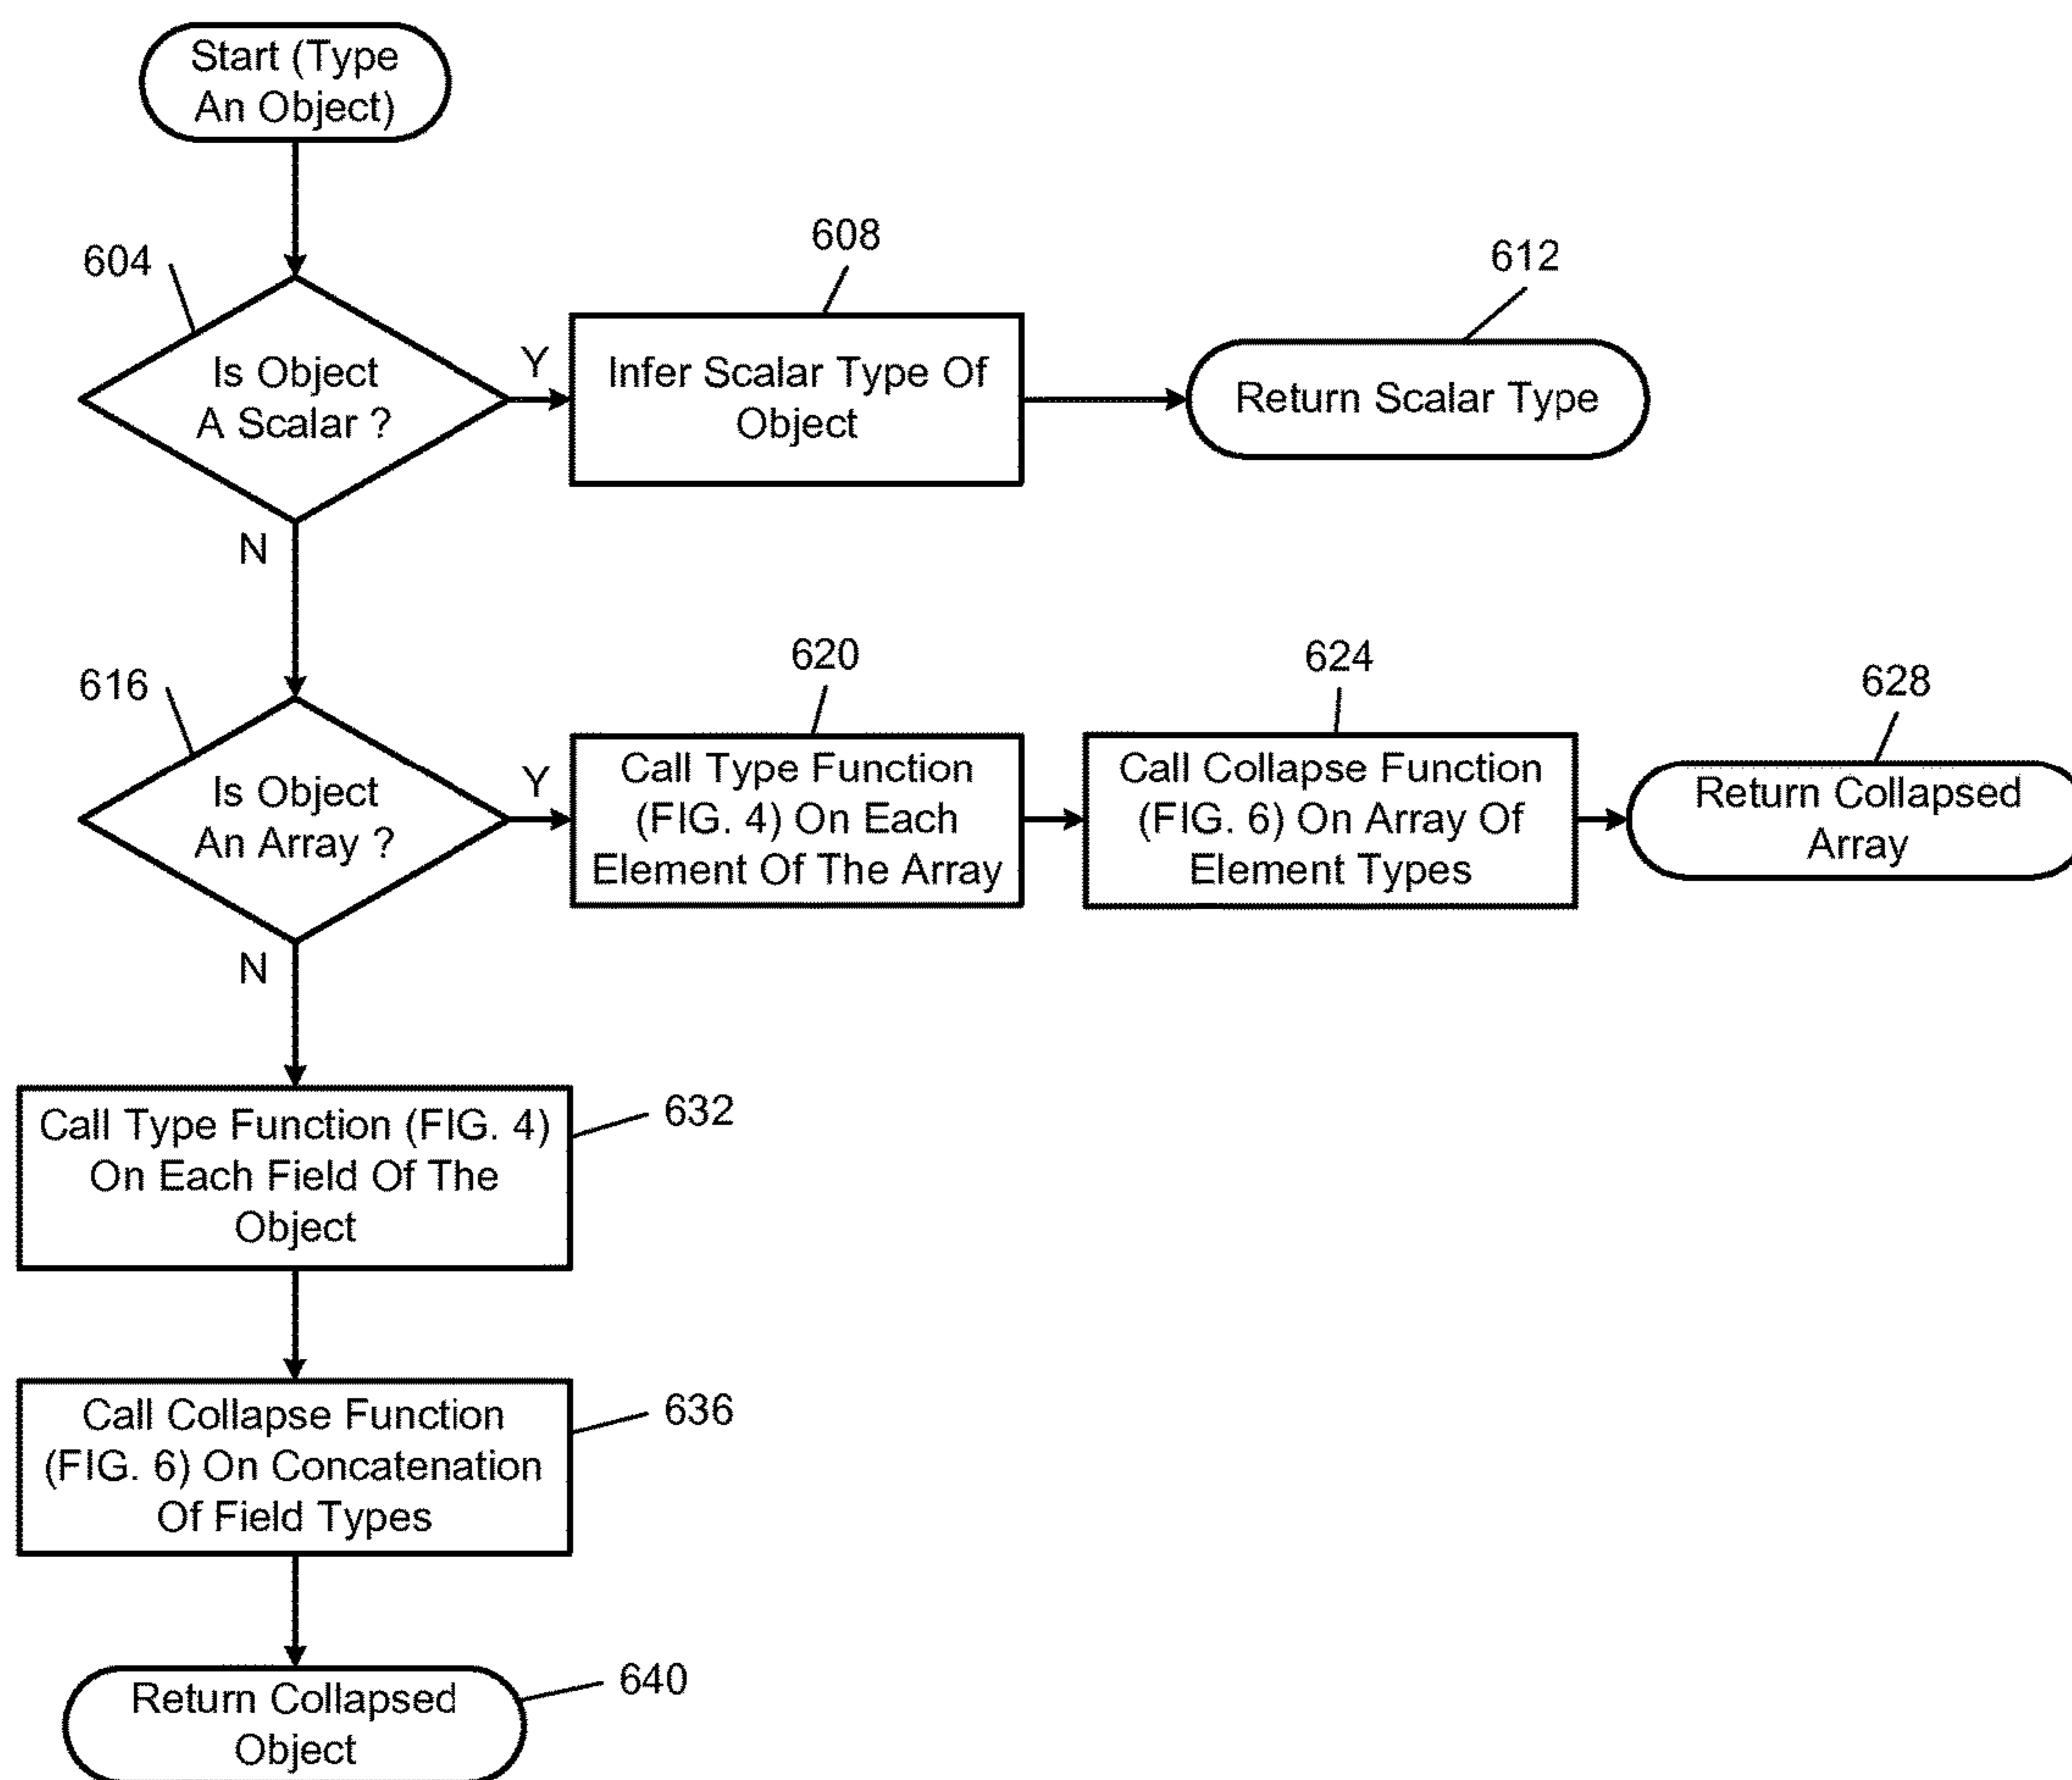 Start (Type
An Object)
604
Is Object
A Scalar ?
Y
608
Infer Scalar Type Of
Object
612
Return Scalar Type
N
616
Is Object
An Array ?
Y
620
Call Type Function
(FIG. 4) On Each
Element Of The Array
624
Call Collapse Function
(FIG. 6) On Array Of
Element Types
628
Return Collapsed
Array
N
632
Call Type Function (FIG. 4)
On Each Field Of The
Object
636
Call Collapse Function
(FIG. 6) On Concatenation
Of Field Types
640
Return Collapsed
Object